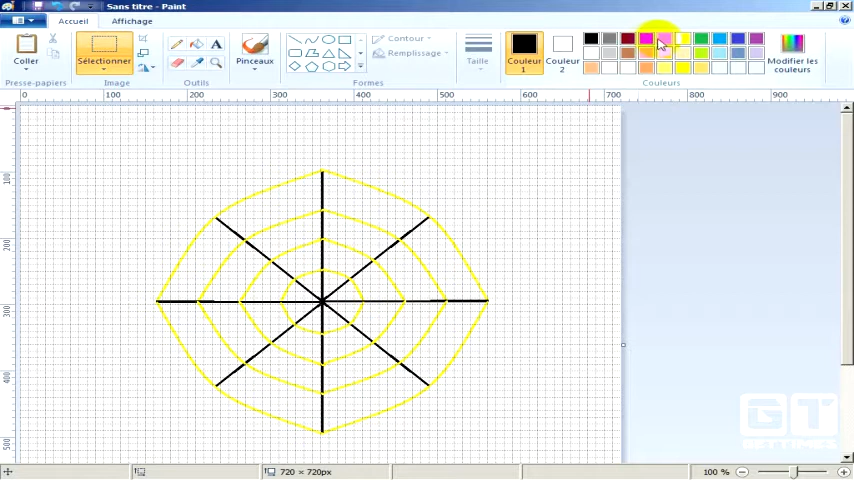 Sans titre - Paint
Accueil Affichage
Coller
Sélectionner
Pinceaux
Contour
Remplissage
Taille
Couleur 1
Couleur 2
Modifier les couleurs
Presse-papiers Image Outils Formes Couleurs
0 100 200 300 400 500 600 700 800 900
100
200
300
400
500
GT
GETTIMES
720 × 720px
100 %